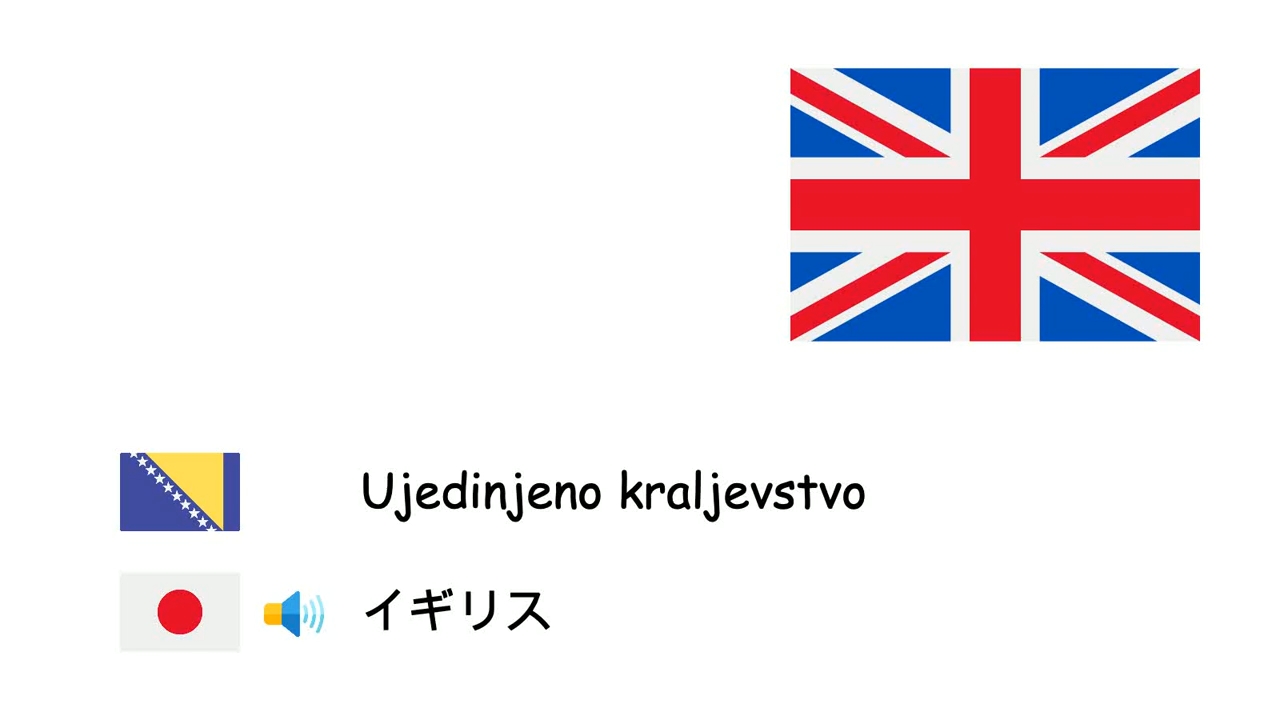 Ujedinjeno kraljevstvo
イギリス